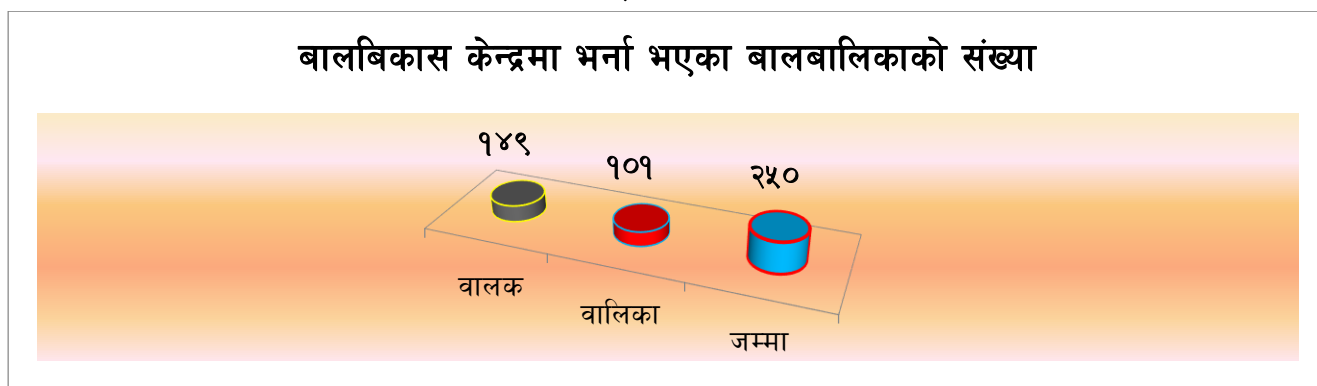 बालबिकास केन्द्रमा भर्ना भएका बालबालिकाको संख्या
१४९
१०१
२५०
वालक
वालिका
जम्मा